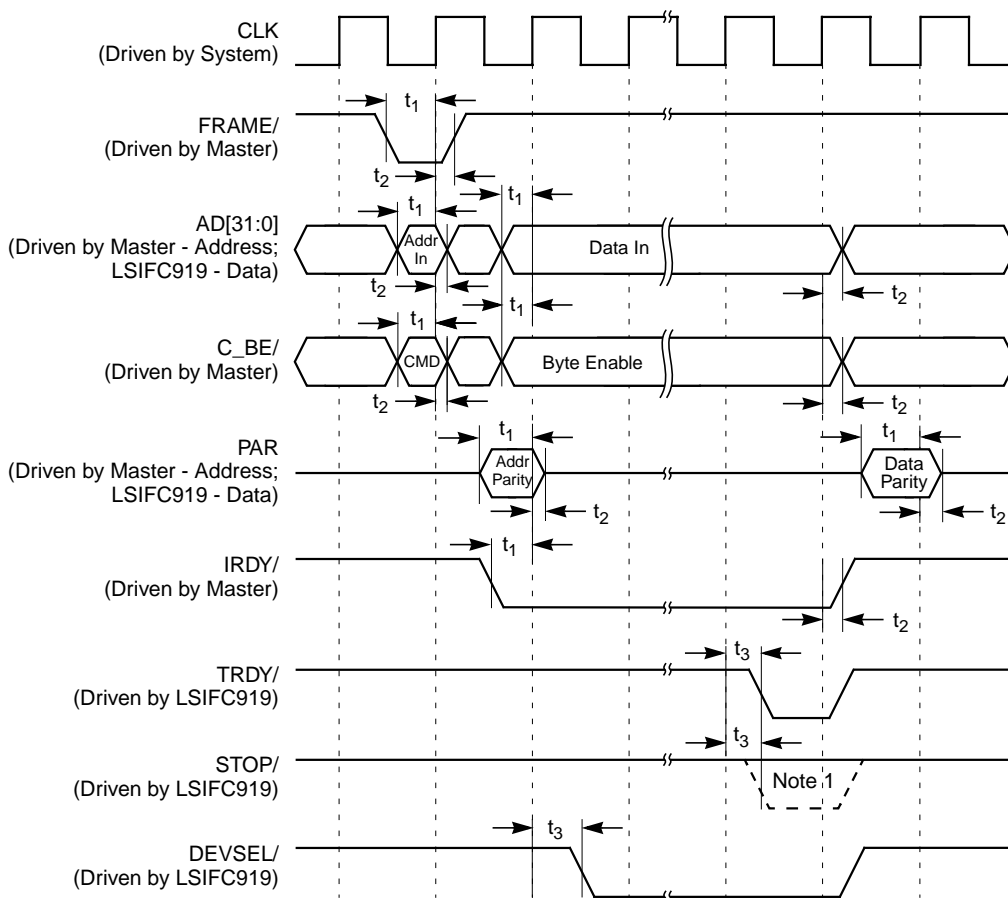 CLK
(Driven by System)
t1
FRAME/
(Driven by Master)
t2
t1
t1
AD[31:0]
(Driven by Master - Address;
LSIFC919 - Data)
Addr
In
Data In
t2
t1
t2
t1
C_BE/
(Driven by Master)
CMD
Byte Enable
t2
t2
PAR
(Driven by Master - Address;
LSIFC919 - Data)
t1
Addr
Parity
t2
t1
Data
Parity
t2
t1
IRDY/
(Driven by Master)
t2
t3
TRDY/
(Driven by LSIFC919)
t3
STOP/
(Driven by LSIFC919)
Note 1
t3
DEVSEL/
(Driven by LSIFC919)